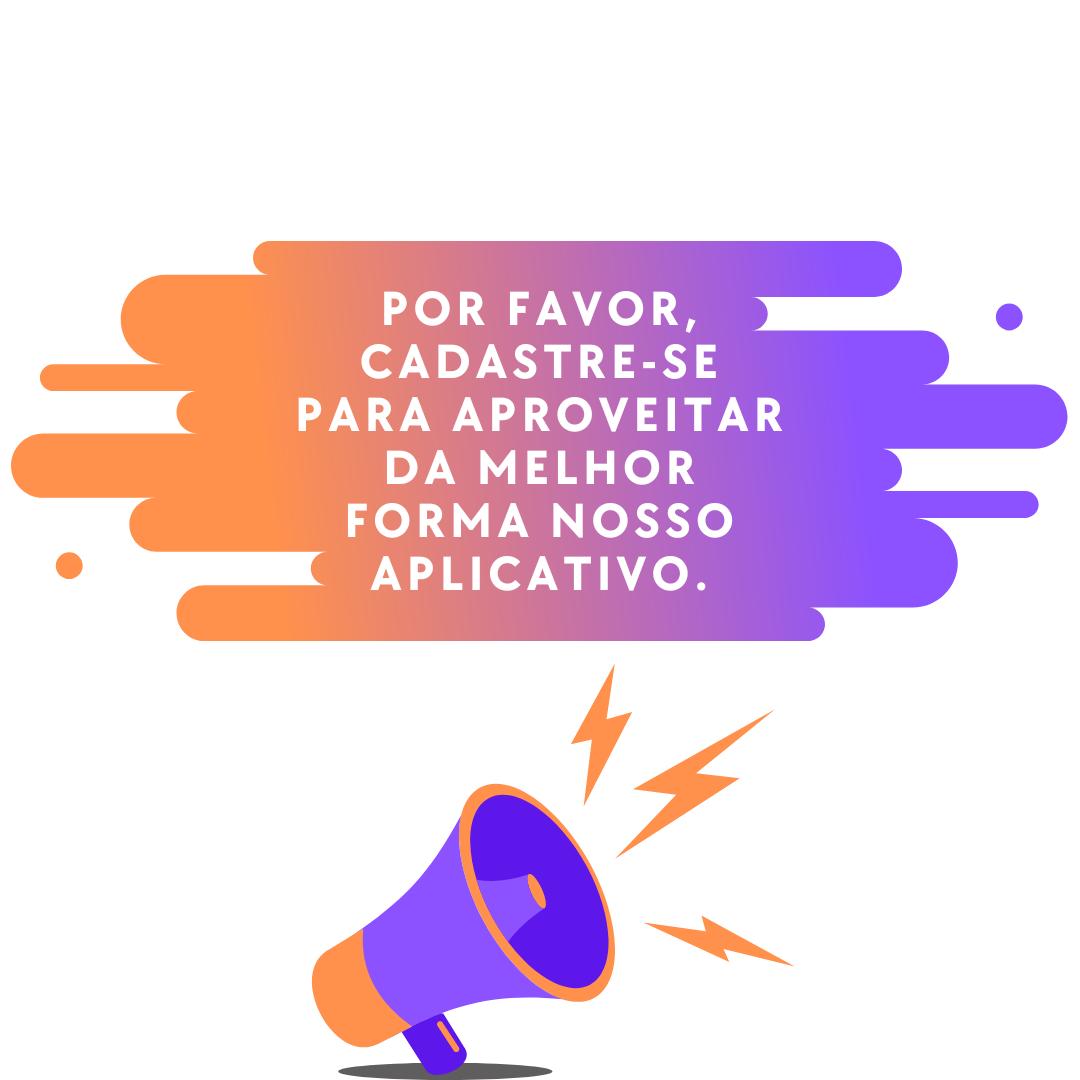 POR FAVOR,
CADASTRE-SE
PARA APROVEITAR
DA MELHOR
FORMA NOSSO
APLICATIVO.